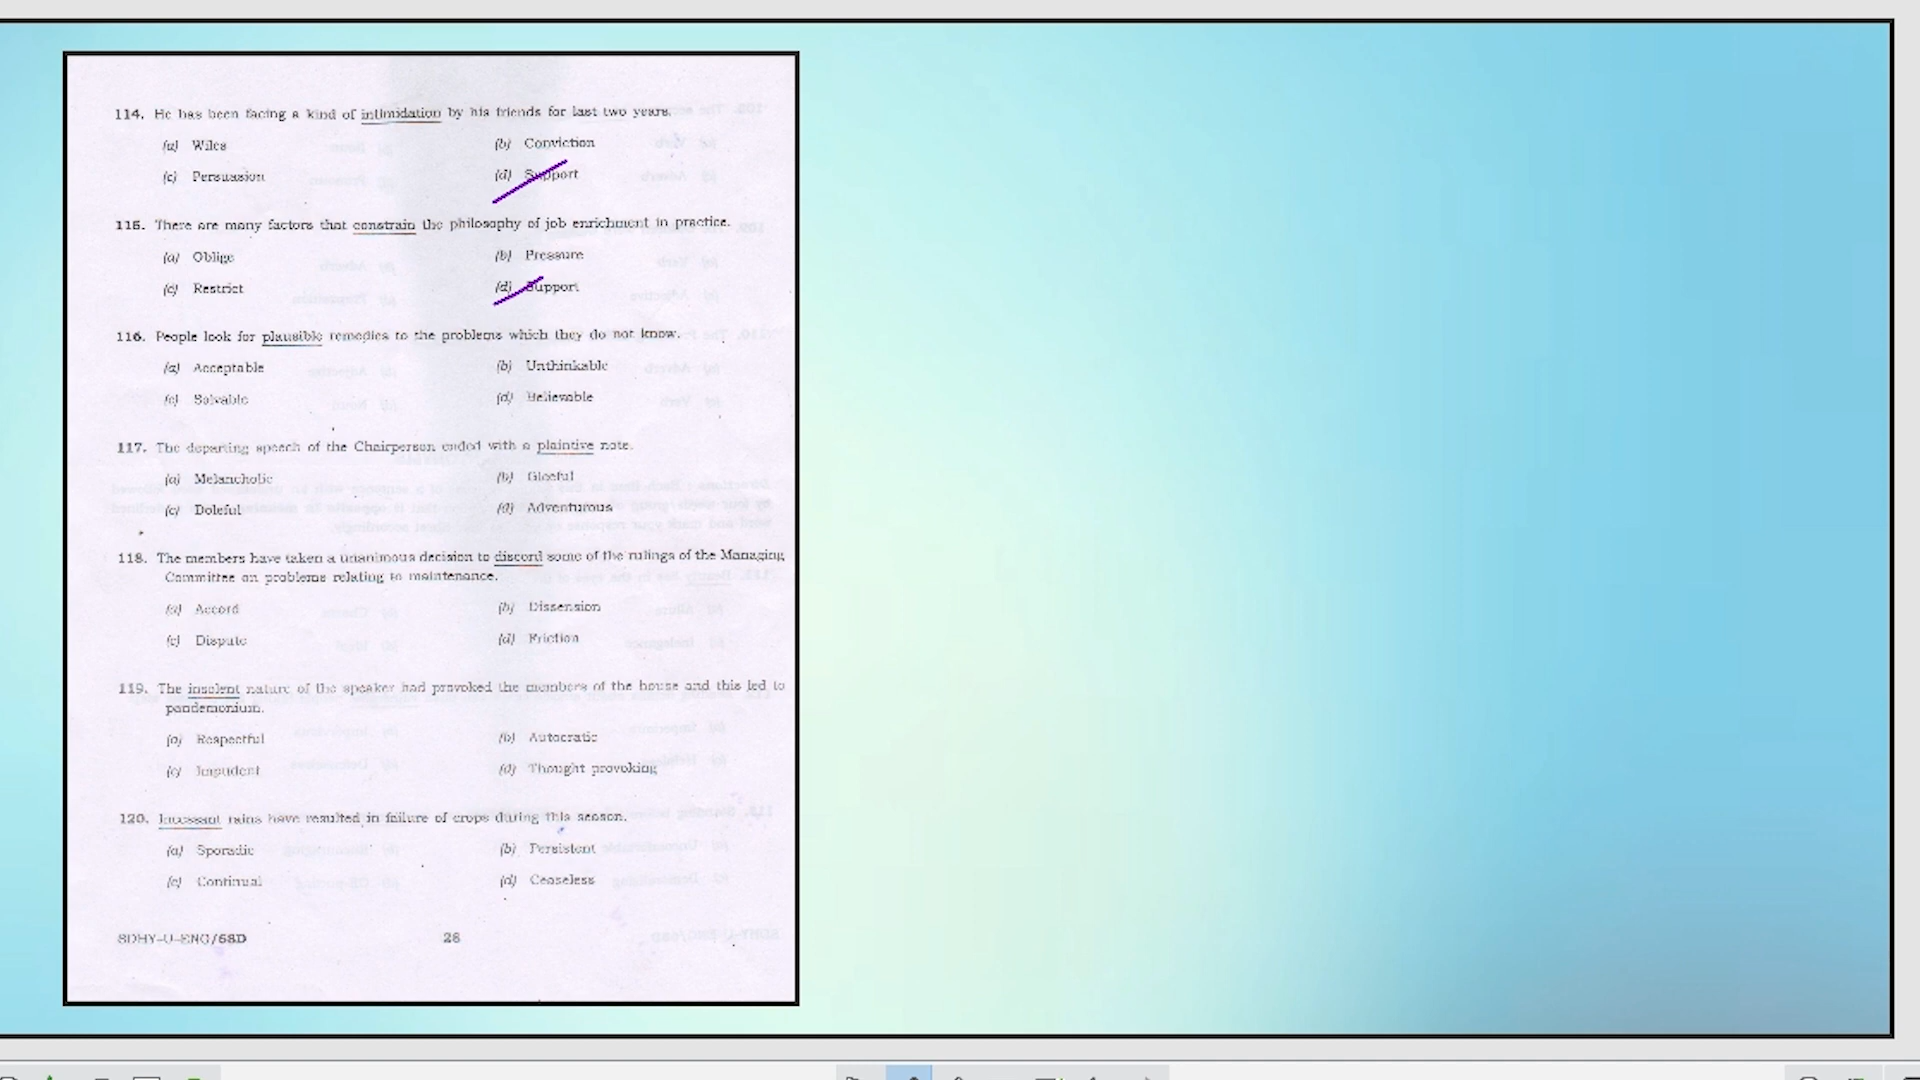 114. He has been facing a kind of intimidation by his friends for last two years.
(a) Wiles (b) Conviction
(c) Persuasion (d) Support
115. There are many factors that constrain the philosophy of job enrichment in practice.
(a) Oblige (b) Pressure
(c) Restrict (d) Support
116. People look for plausible remedies to the problems which they do not know.
(a) Acceptable (b) Unthinkable
(c) Solvable (d) Believable
117. The departing speech of the Chairperson ended with a plaintive note.
(a) Melancholic (b) Gleeful
(c) Doleful (d) Adventurous
118. The members have taken a unanimous decision to discord some of the rulings of the Managing
Committee on problems relating to maintenance.
(a) Accord (b) Dissension
(c) Dispute (d) Friction
119. The insolent nature of the speaker had provoked the members of the house and this led to
pandemonium.
(a) Respectful (b) Autocratic
(c) Impudent (d) Thought provoking
120. Incessant rains have resulted in failure of crops during this season.
(a) Sporadic (b) Persistent
(c) Continual (d) Ceaseless
SDHY-U-ENG/58D 26